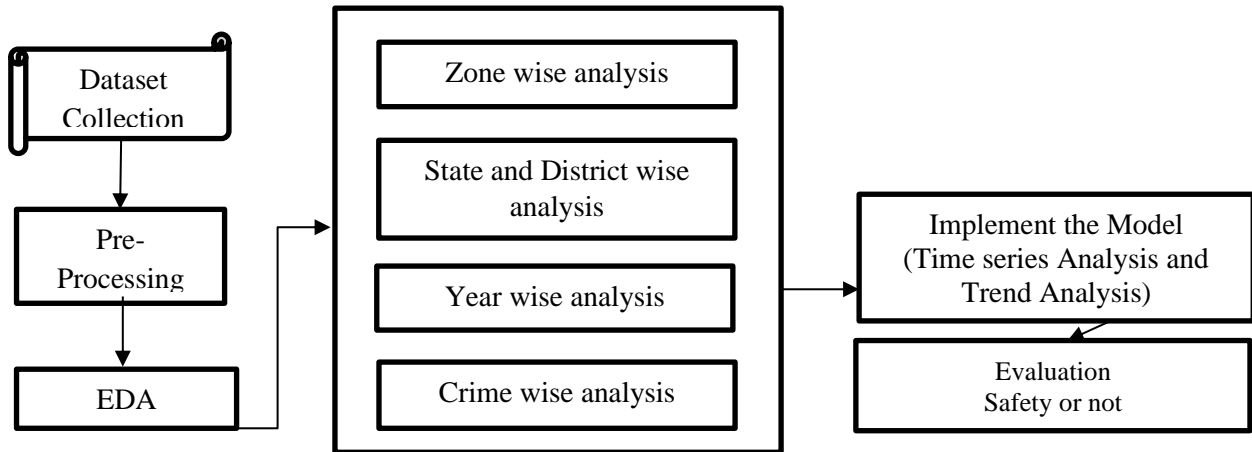 Dataset
Collection
Pre-
Processing
EDA
Zone wise analysis
State and District wise
analysis
Year wise analysis
Crime wise analysis
Implement the Model
(Time series Analysis and
Trend Analysis)
Evaluation
Safety or not